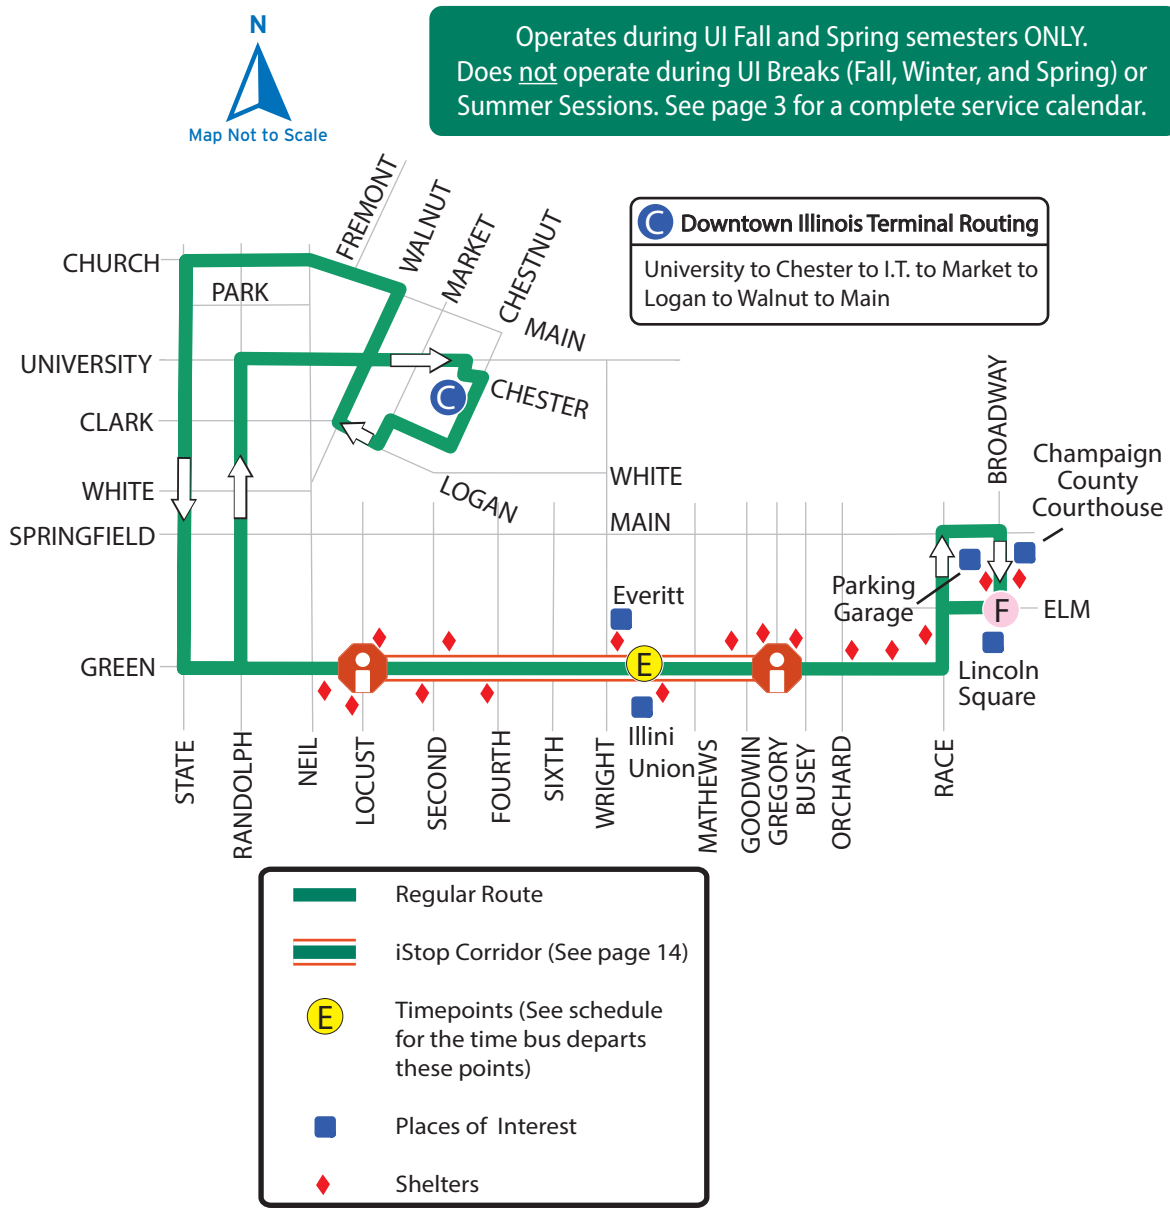 N
Map Not to Scale
Operates during UI Fall and Spring semesters ONLY.
Does not operate during UI Breaks (Fall, Winter, and Spring) or
Summer Sessions. See page 3 for a complete service calendar.
C Downtown Illinois Terminal Routing
University to Chester to I.T. to Market to
Logan to Walnut to Main
FREMONT
WALNUT
MARKET
CHESTNUT
MAIN
CHESTER
C
LOGAN
CHURCH
PARK
UNIVERSITY
CLARK
WHITE
SPRINGFIELD
GREEN
WHITE
MAIN
BROADWAY
Champaign
County
Courthouse
Parking
Garage
F
ELM
Lincoln
Square
Everitt
E
Illini
Union
STATE
RANDOLPH
NEIL
LOCUST
SECOND
FOURTH
SIXTH
WRIGHT
MATHEWS
GOODWIN
GREGORY
BUSEY
ORCHARD
RACE
Regular Route
iStop Corridor (See page 14)
E
Timepoints (See schedule
for the time bus departs
these points)
Places of Interest
Shelters